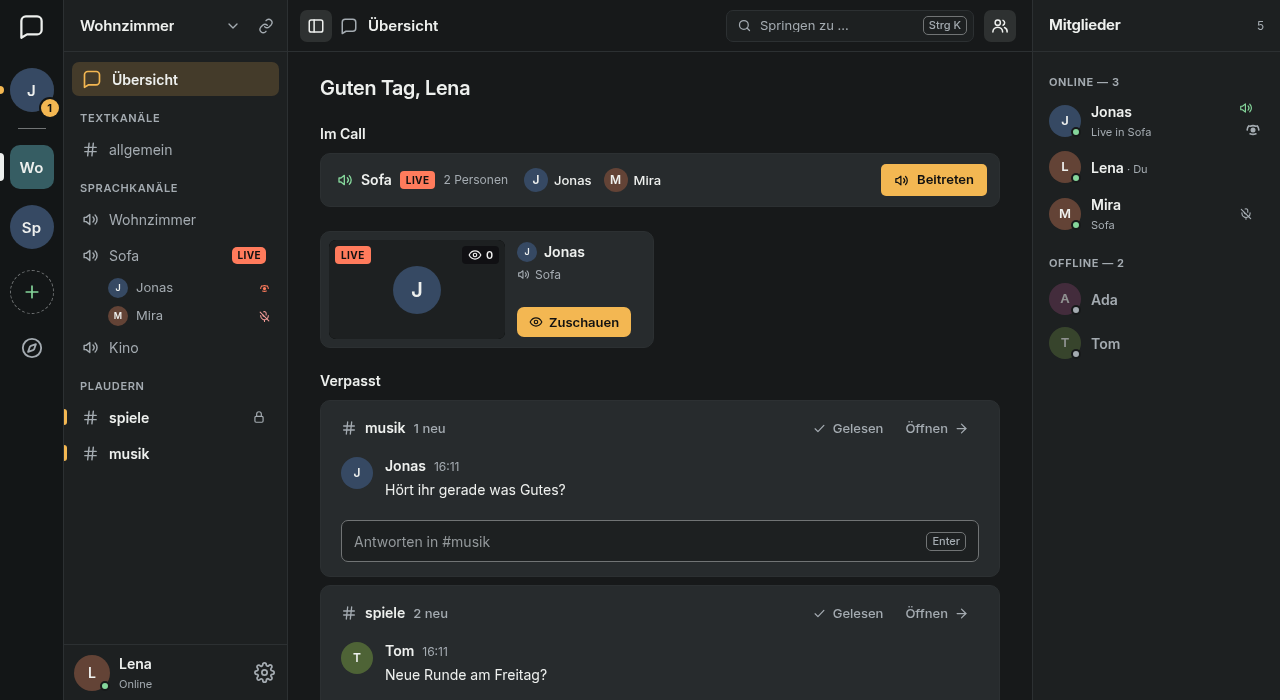 Wohnzimmer
Übersicht
Springen zu ...
Strg K
Mitglieder
5
J
1
Wo
Sp
Übersicht
TEXTKANÄLE
allgemein
SPRACHKANÄLE
Wohnzimmer
Sofa
LIVE
J
Jonas
M
Mira
Kino
PLAUDERN
spiele
musik
L
Lena
Online
Guten Tag, Lena
Im Call
Sofa
LIVE
2 Personen
J
Jonas
M
Mira
Beitreten
LIVE
0
J
J
Jonas
Sofa
Zuschauen
Verpasst
musik
1 neu
Gelesen
Öffnen
J
Jonas 16:11
Hört ihr gerade was Gutes?
Antworten in #musik
Enter
spiele
2 neu
Gelesen
Öffnen
T
Tom 16:11
Neue Runde am Freitag?
ONLINE — 3
J
Jonas
Live in Sofa
L
Lena · Du
M
Mira
Sofa
OFFLINE — 2
A
Ada
T
Tom